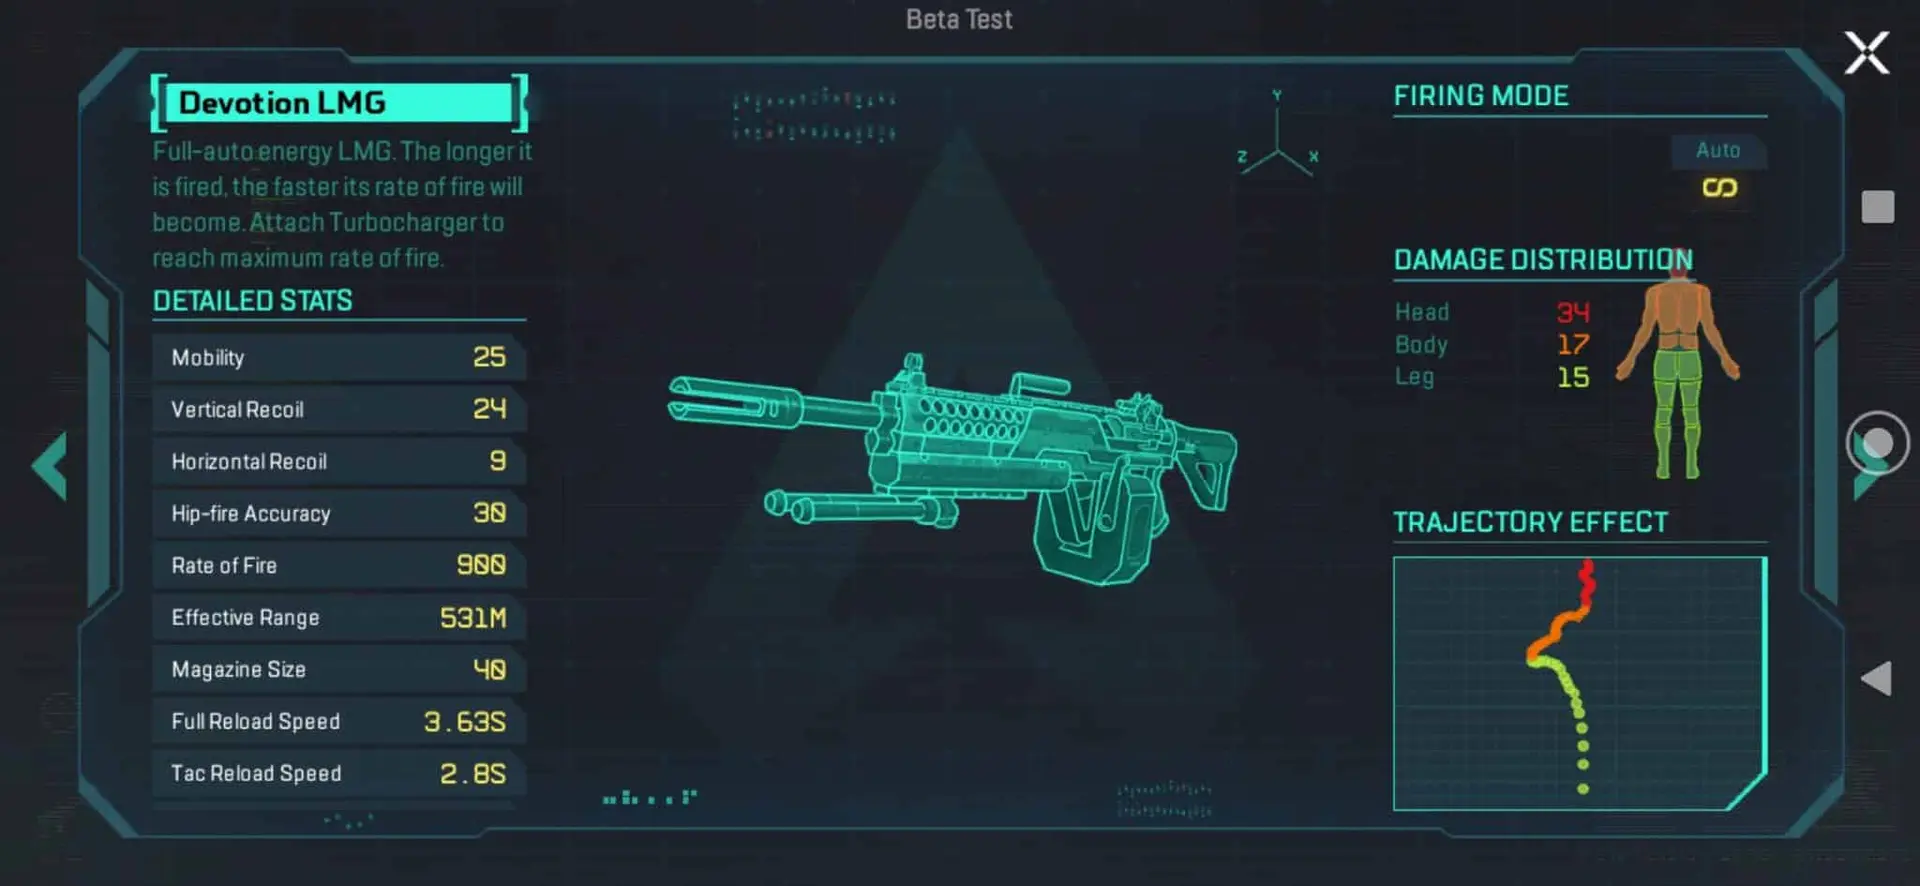 Beta Test
Devotion LMG
Full-auto energy LMG. The longer it
is fired, the faster its rate of fire will
become. Attach Turbocharger to
reach maximum rate of fire.
DETAILED STATS
Mobility 25
Vertical Recoil 24
Horizontal Recoil 9
Hip-fire Accuracy 30
Rate of Fire 900
Effective Range 531M
Magazine Size 40
Full Reload Speed 3.63S
Tac Reload Speed 2.8S
Y
Z X
FIRING MODE
Auto
DAMAGE DISTRIBUTION
Head 34
Body 17
Leg 15
TRAJECTORY EFFECT